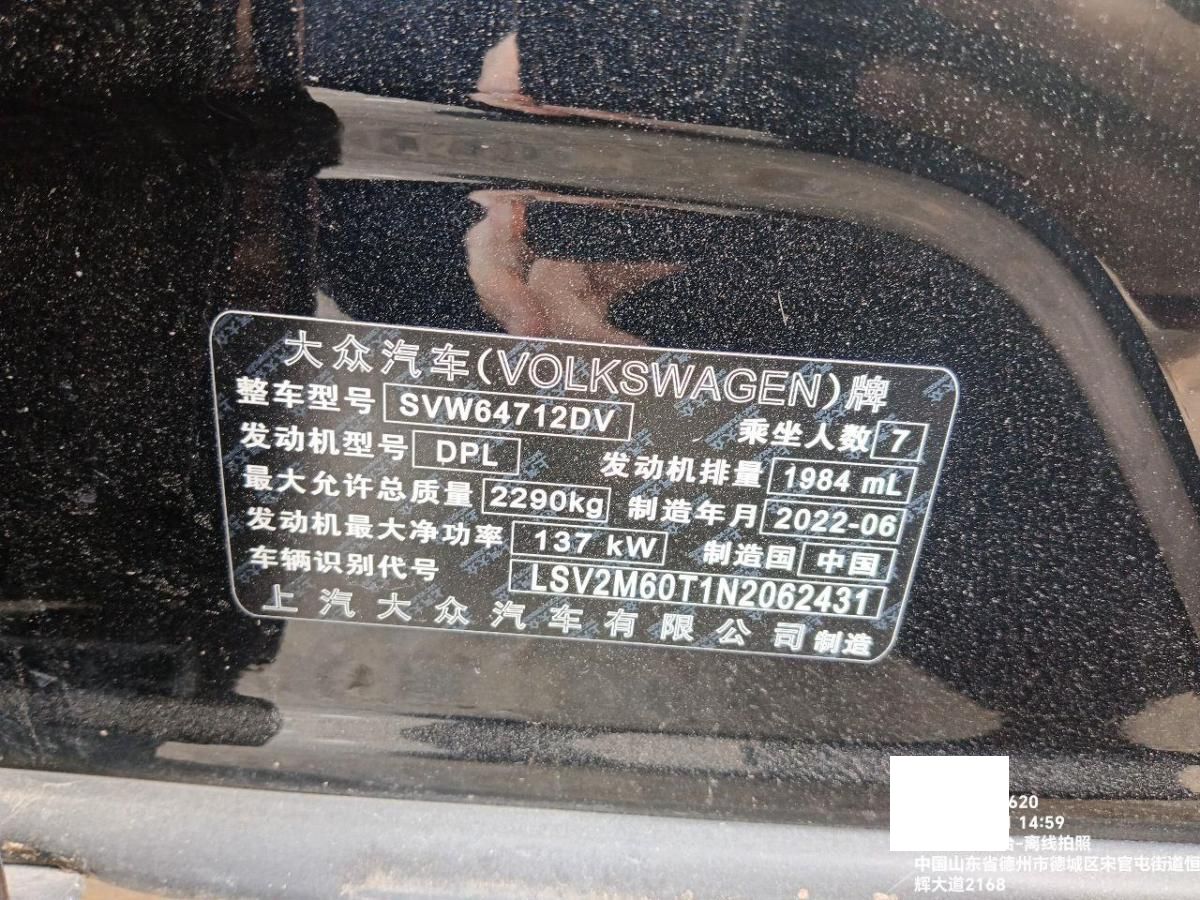 大众汽车(VOLKSWAGEN)牌
整车型号 SVW64712DV 乘坐人数 7
发动机型号 DPL 发动机排量 1984 mL
最大允许总质量 2290kg 制造年月 2022-06
发动机最大净功率 137 kW 制造国 中国
车辆识别代号 LSV2M60T1N2062431
上汽大众汽车有限公司制造
620
14:59
-离线拍照
中国山东省德州市德城区宋官屯街道恒
辉大道2168